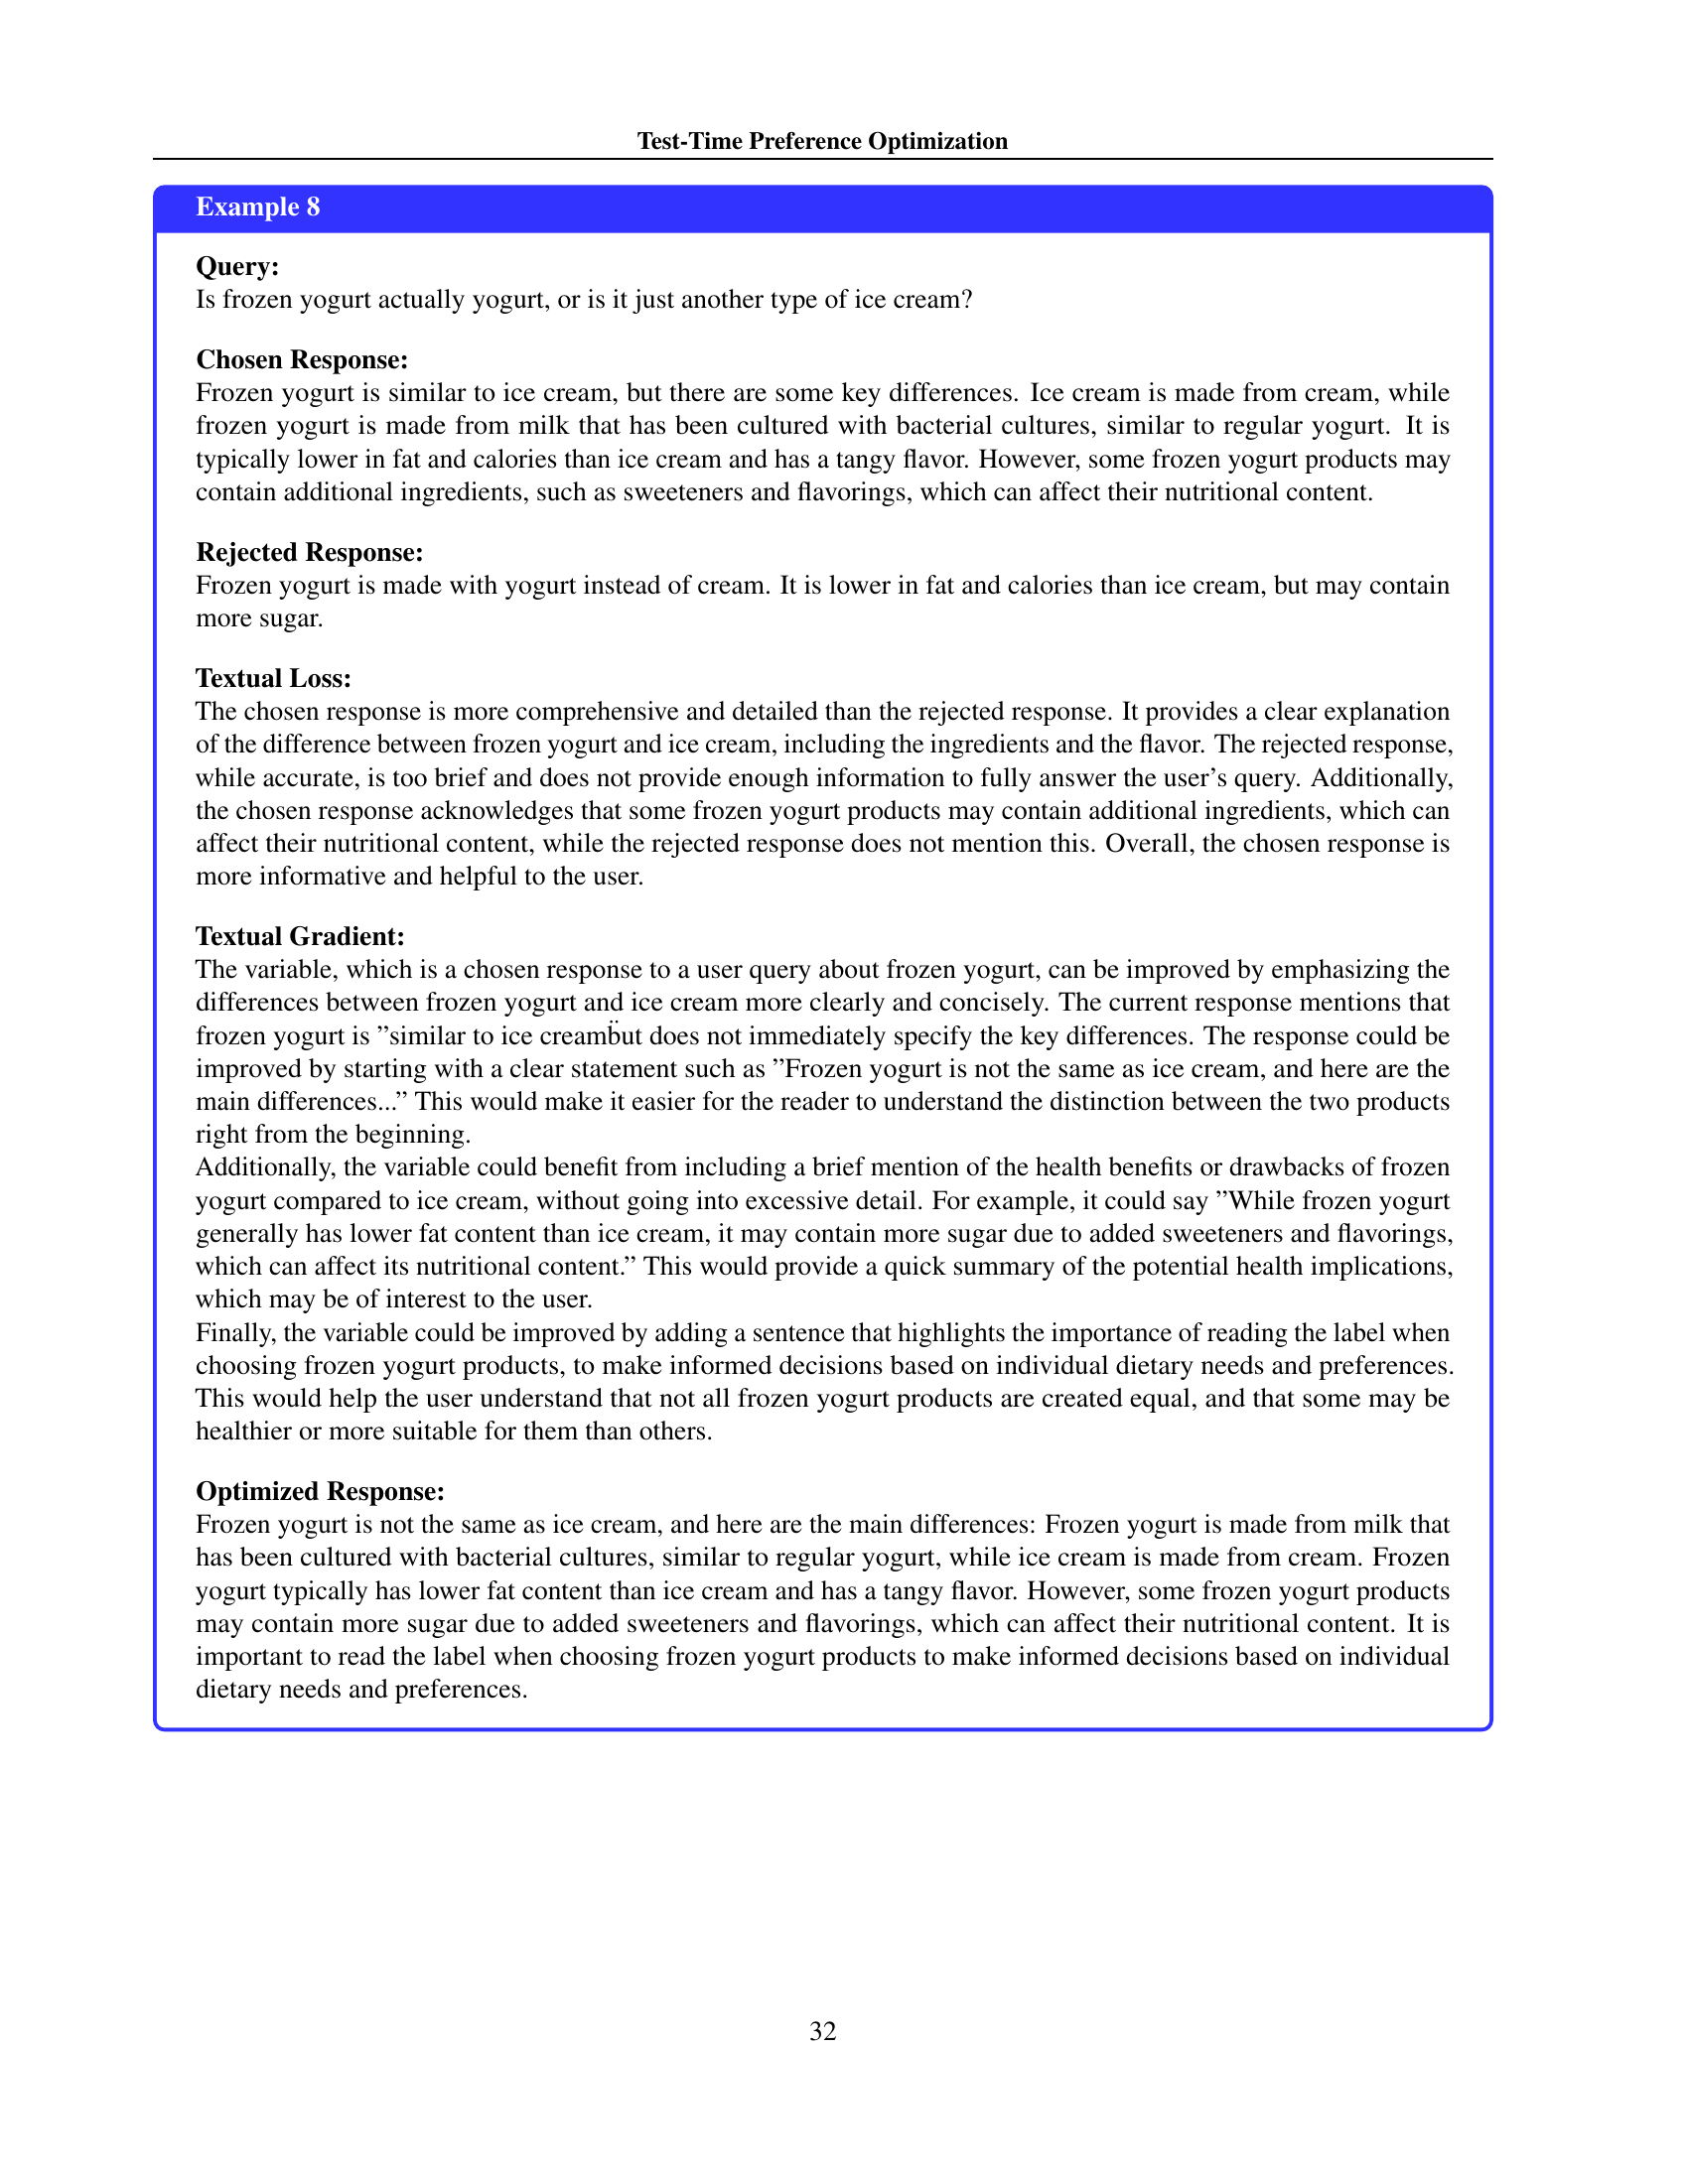 Test-Time Preference Optimization
Example 8
Query:
Is frozen yogurt actually yogurt, or is it just another type of ice cream?
Chosen Response:
Frozen yogurt is similar to ice cream, but there are some key differences. Ice cream is made from cream, while
frozen yogurt is made from milk that has been cultured with bacterial cultures, similar to regular yogurt. It is
typically lower in fat and calories than ice cream and has a tangy flavor. However, some frozen yogurt products may
contain additional ingredients, such as sweeteners and flavorings, which can affect their nutritional content.
Rejected Response:
Frozen yogurt is made with yogurt instead of cream. It is lower in fat and calories than ice cream, but may contain
more sugar.
Textual Loss:
The chosen response is more comprehensive and detailed than the rejected response. It provides a clear explanation
of the difference between frozen yogurt and ice cream, including the ingredients and the flavor. The rejected response,
while accurate, is too brief and does not provide enough information to fully answer the user's query. Additionally,
the chosen response acknowledges that some frozen yogurt products may contain additional ingredients, which can
affect their nutritional content, while the rejected response does not mention this. Overall, the chosen response is
more informative and helpful to the user.
Textual Gradient:
The variable, which is a chosen response to a user query about frozen yogurt, can be improved by emphasizing the
differences between frozen yogurt and ice cream more clearly and concisely. The current response mentions that
frozen yogurt is ”similar to ice creamb̈ut does not immediately specify the key differences. The response could be
improved by starting with a clear statement such as ”Frozen yogurt is not the same as ice cream, and here are the
main differences...” This would make it easier for the reader to understand the distinction between the two products
right from the beginning.
Additionally, the variable could benefit from including a brief mention of the health benefits or drawbacks of frozen
yogurt compared to ice cream, without going into excessive detail. For example, it could say ”While frozen yogurt
generally has lower fat content than ice cream, it may contain more sugar due to added sweeteners and flavorings,
which can affect its nutritional content.” This would provide a quick summary of the potential health implications,
which may be of interest to the user.
Finally, the variable could be improved by adding a sentence that highlights the importance of reading the label when
choosing frozen yogurt products, to make informed decisions based on individual dietary needs and preferences.
This would help the user understand that not all frozen yogurt products are created equal, and that some may be
healthier or more suitable for them than others.
Optimized Response:
Frozen yogurt is not the same as ice cream, and here are the main differences: Frozen yogurt is made from milk that
has been cultured with bacterial cultures, similar to regular yogurt, while ice cream is made from cream. Frozen
yogurt typically has lower fat content than ice cream and has a tangy flavor. However, some frozen yogurt products
may contain more sugar due to added sweeteners and flavorings, which can affect their nutritional content. It is
important to read the label when choosing frozen yogurt products to make informed decisions based on individual
dietary needs and preferences.
32